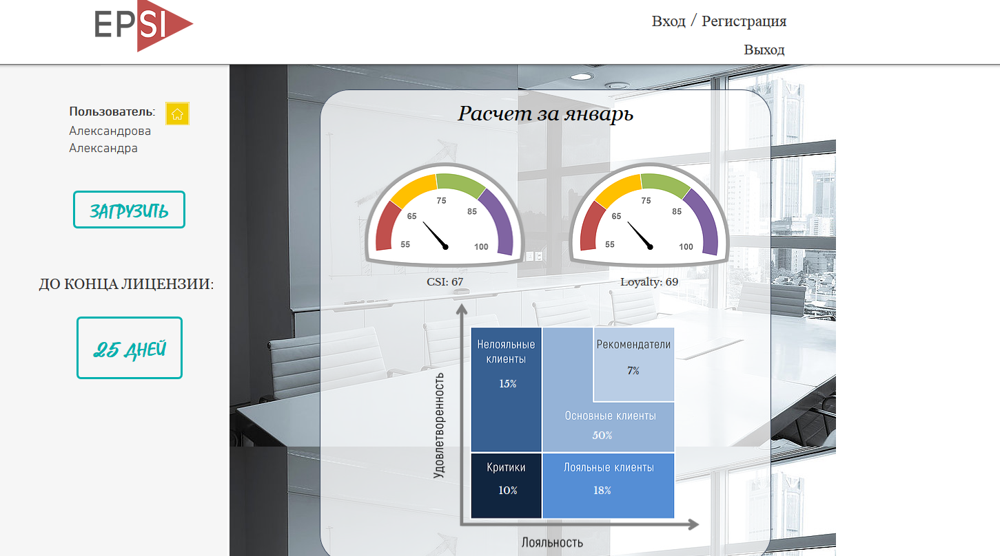 EPSI
Вход / Регистрация
Выход
Пользователь:
Александрова
Александра
ЗАГРУЗИТЬ
ДО КОНЦА ЛИЦЕНЗИИ:
25 ДНЕЙ
Расчет за январь
55 65 75 85 100
55 65 75 85 100
CSI: 67
Loyalty: 69
Удовлетворенность
Нелояльные
клиенты
15%
Рекомендатели
7%
Основные клиенты
50%
Критики
10%
Лояльные клиенты
18%
Лояльность